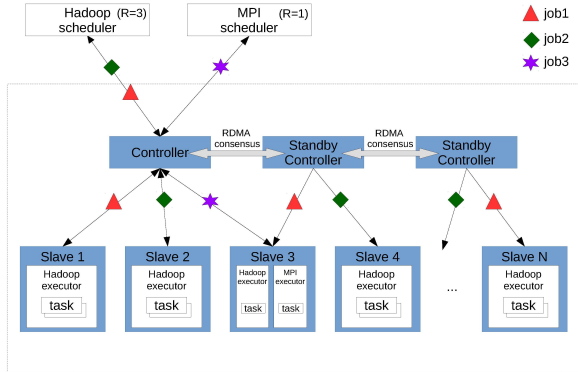 Hadoop (R=3)
scheduler
MPI (R=1)
scheduler
job1
job2
job3
Controller
RDMA
consensus
Standby
Controller
RDMA
consensus
Standby
Controller
Slave 1
Hadoop
executor
task
Slave 2
Hadoop
executor
task
Slave 3
Hadoop
executor
task
MPI
executor
task
Slave 4
Hadoop
executor
task
...
Slave N
Hadoop
executor
task